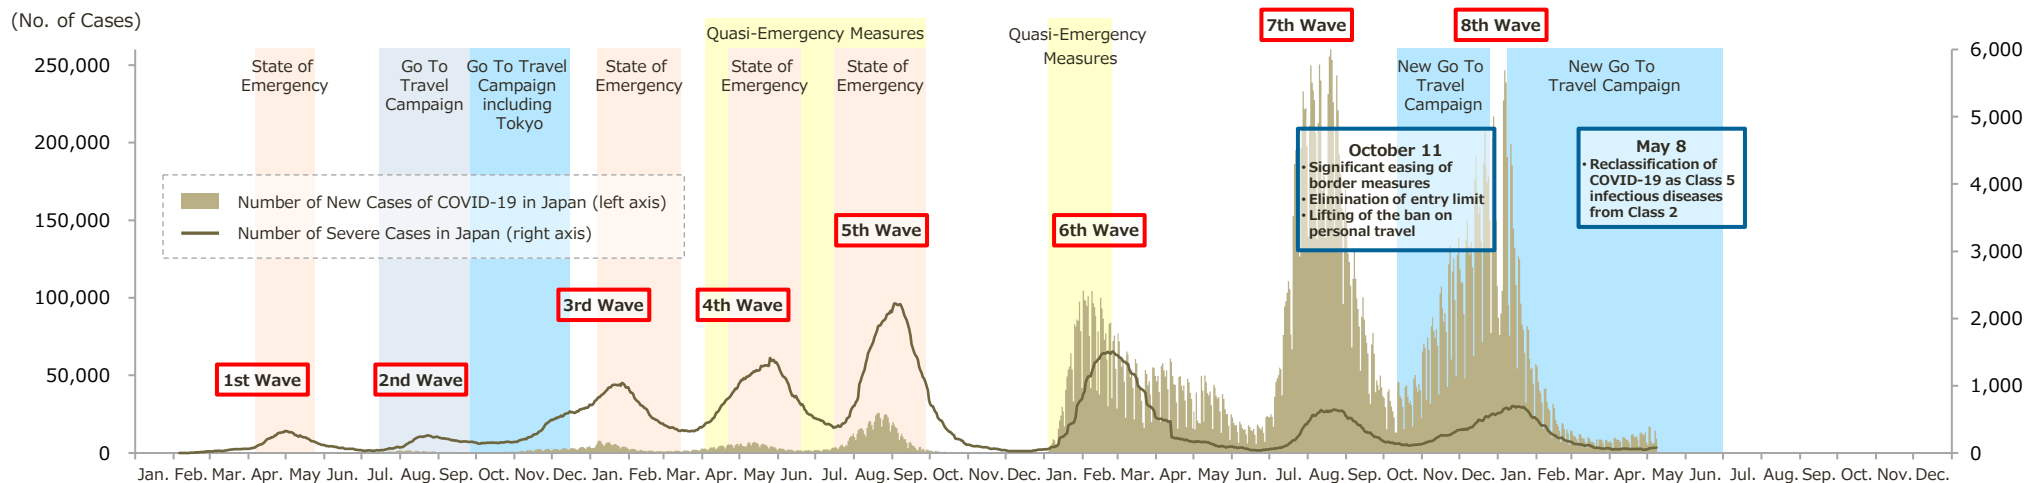 (No. of Cases)
7th Wave
8th Wave
Quasi-Emergency Measures
Quasi-Emergency
Measures
250,000
200,000
150,000
100,000
50,000
0
6,000
5,000
4,000
3,000
2,000
1,000
0
State of
Emergency
Go To
Travel
Campaign
Go To Travel
Campaign
including
Tokyo
State of
Emergency
State of
Emergency
State of
Emergency
New Go To
Travel
Campaign
New Go To
Travel Campaign
October 11
・Significant easing of
border measures
・Elimination of entry limit
・Lifting of the ban on
personal travel
May 8
・Reclassification of
COVID-19 as Class 5
infectious diseases
from Class 2
Number of New Cases of COVID-19 in Japan (left axis)
Number of Severe Cases in Japan (right axis)
5th Wave
6th Wave
3rd Wave
4th Wave
1st Wave
2nd Wave
Jan. Feb. Mar. Apr. May Jun. Jul. Aug. Sep. Oct. Nov. Dec. Jan. Feb. Mar. Apr. May Jun. Jul. Aug. Sep. Oct. Nov. Dec. Jan. Feb. Mar. Apr. May Jun. Jul. Aug. Sep. Oct. Nov. Dec. Jan. Feb. Mar. Apr. May Jun. Jul. Aug. Sep. Oct. Nov. Dec.